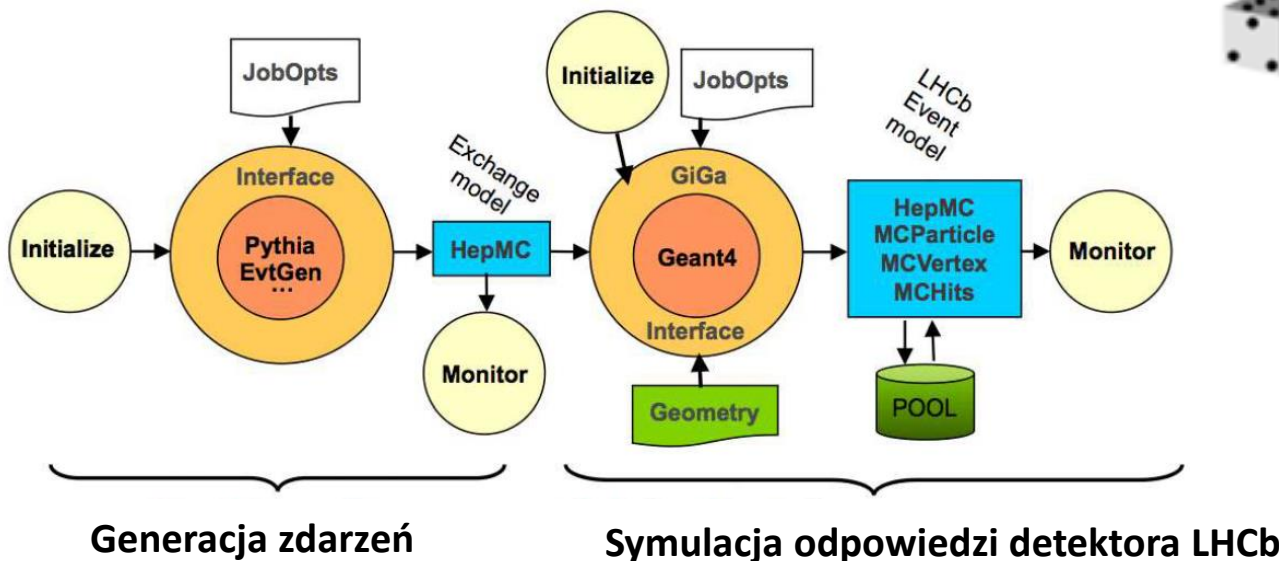 JobOpts
Initialize
Interface
Pythia
EvtGen
...
Exchange
model
HepMC
Monitor
Initialize
JobOpts
GiGa
Geant4
Interface
Geometry
LHCb
Event
model
HepMC
MCParticle
MCVertex
MCHits
POOL
Monitor
Generacja zdarzeń
Symulacja odpowiedzi detektora LHCb